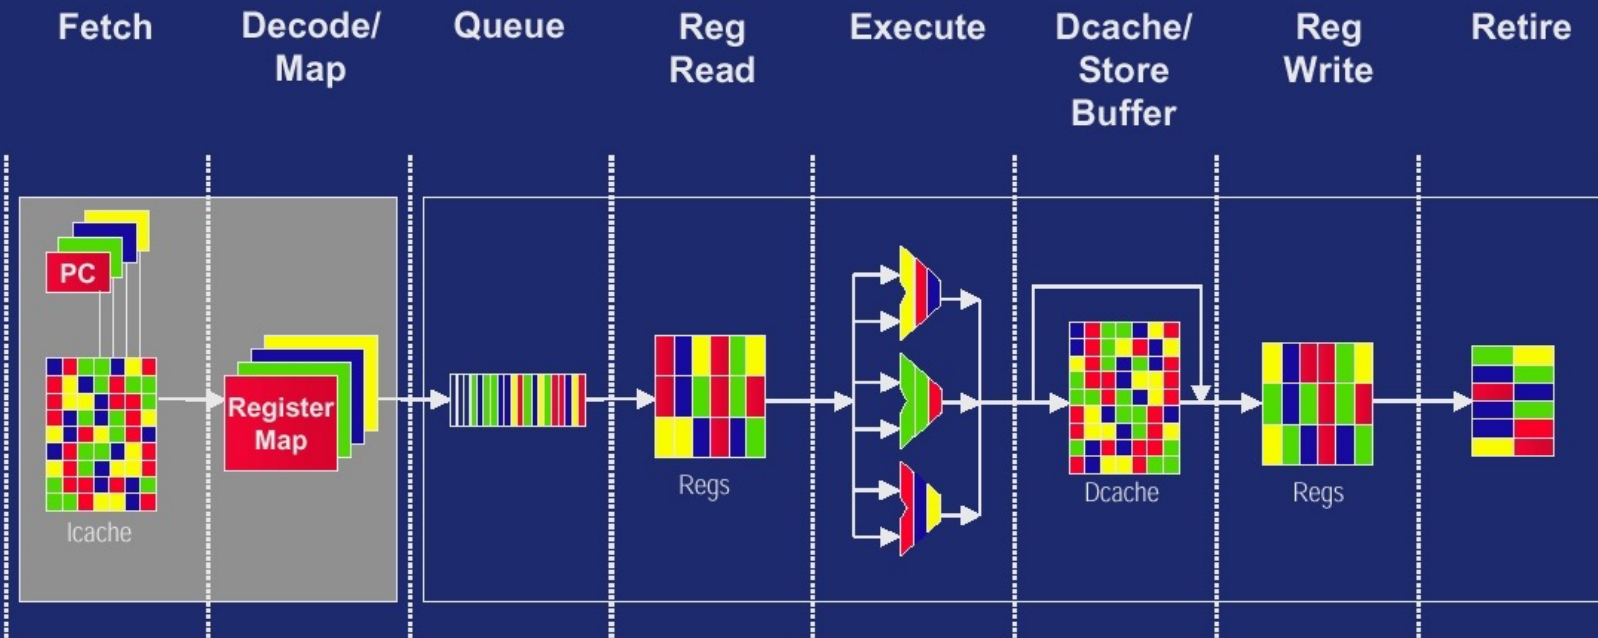 Fetch
Decode/
Map
Queue
Reg
Read
Execute
Dcache/
Store
Buffer
Reg
Write
Retire
PC
Register
Map
Icache
Regs
Dcache
Regs